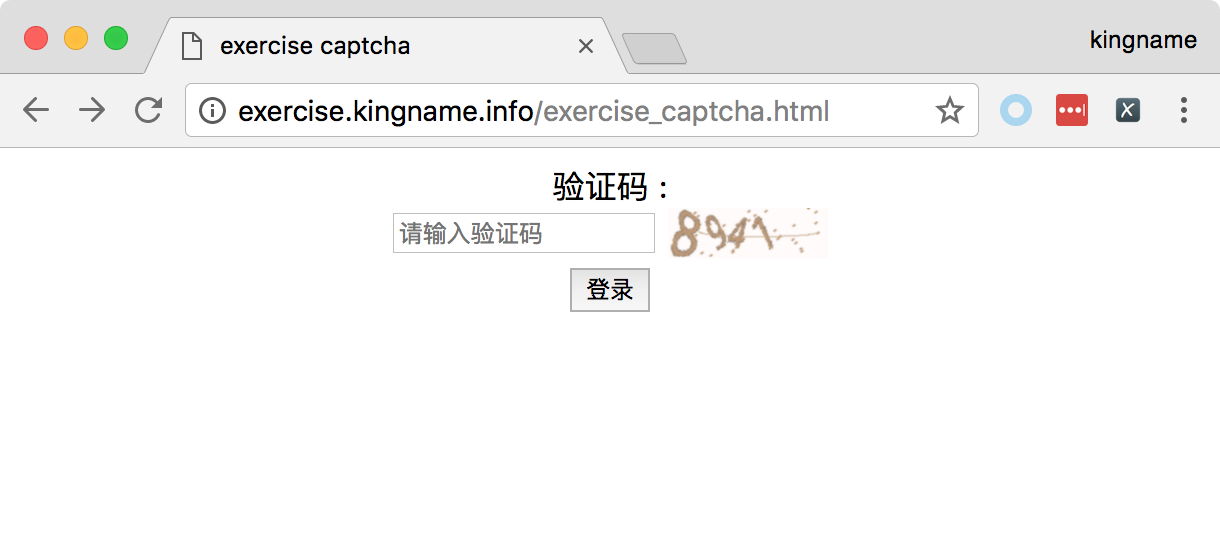 exercise captcha
kingname
exercise.kingname.info/exercise_captcha.html
验证码：
请输入验证码
8941
登录